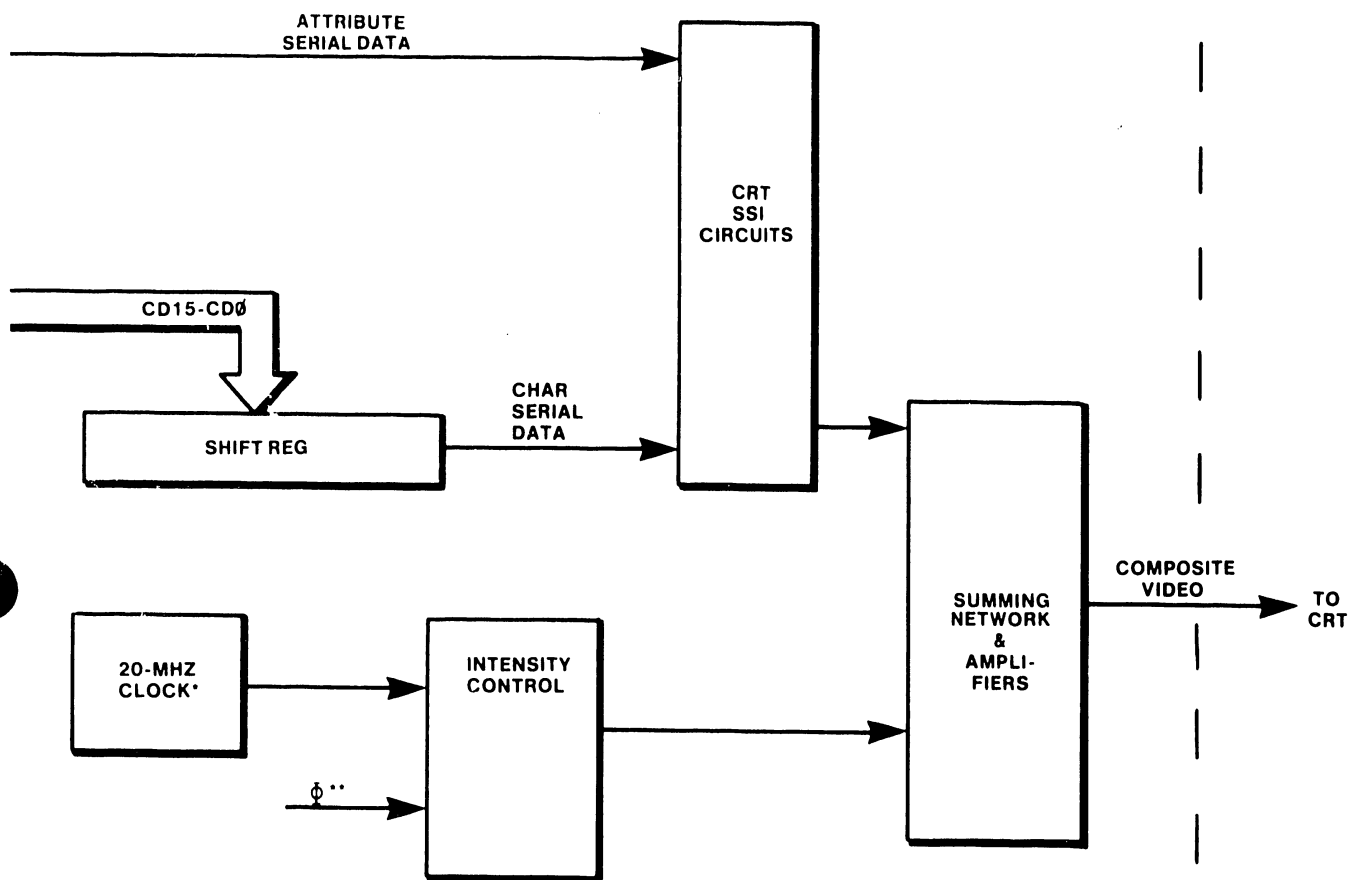 ATTRIBUTE
SERIAL DATA
CRT
SSI
CIRCUITS
CD15-CD0
SHIFT REG
CHAR
SERIAL
DATA
20-MHZ
CLOCK*
INTENSITY
CONTROL
Φ**
SUMMING
NETWORK
&
AMPLI-
FIERS
COMPOSITE
VIDEO
TO
CRT